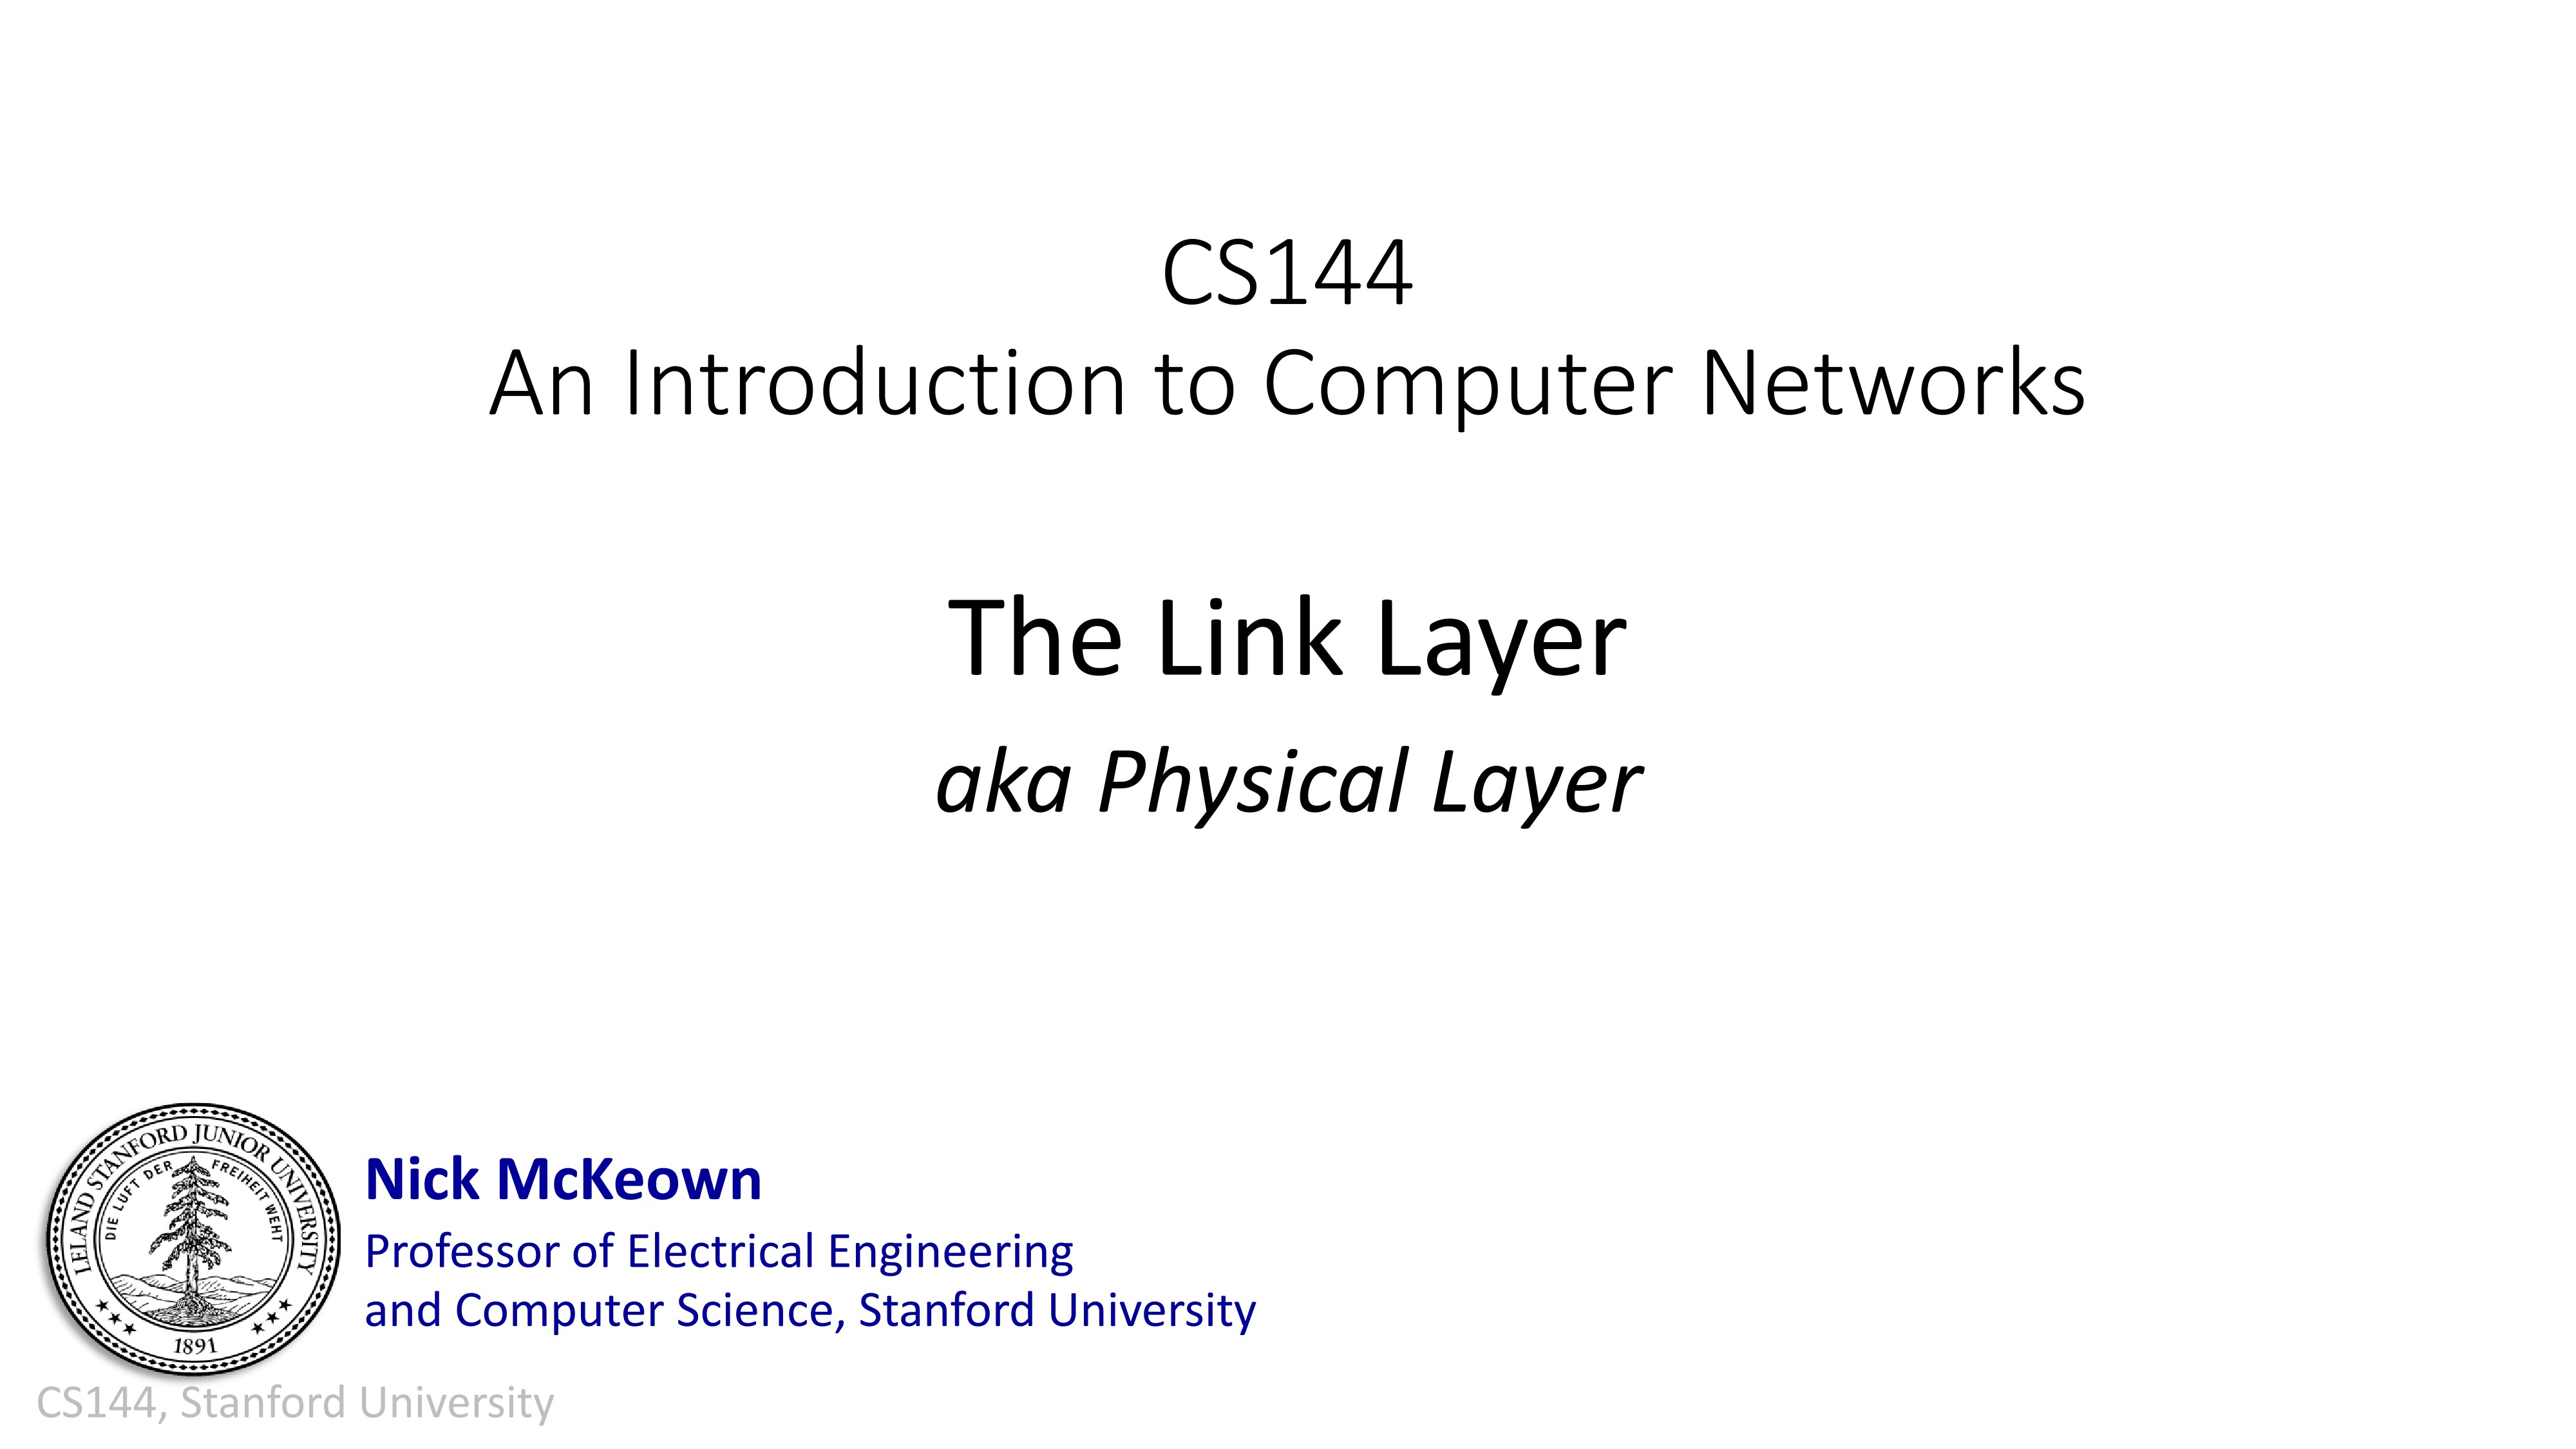 CS144
An Introduction to Computer Networks
The Link Layer
aka Physical Layer
LELAND STANFORD JUNIOR UNIVERSITY
DIE LUFT DER FREIHEIT WEHT
1891
Nick McKeown
Professor of Electrical Engineering
and Computer Science, Stanford University
CS144, Stanford University